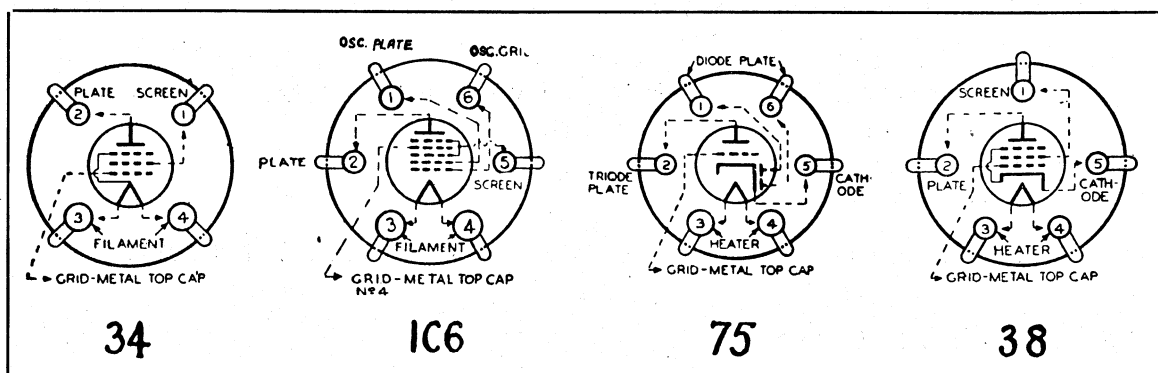 PLATE SCREEN
2 1
3 4
FILAMENT
GRID-METAL TOP CAP
34
OSC. PLATE OSC. GRI
1 6
PLATE 2 5
SCREEN
3 4
FILAMENT
GRID-METAL TOP CAP
Nº4
1C6
DIODE PLATE
1 6
2 5
TRIODE
PLATE
CATH-
ODE
3 4
HEATER
GRID-METAL TOP CAP
75
SCREEN 1
2 5
PLATE
CATH-
ODE
3 4
HEATER
GRID-METAL TOP CAP
38